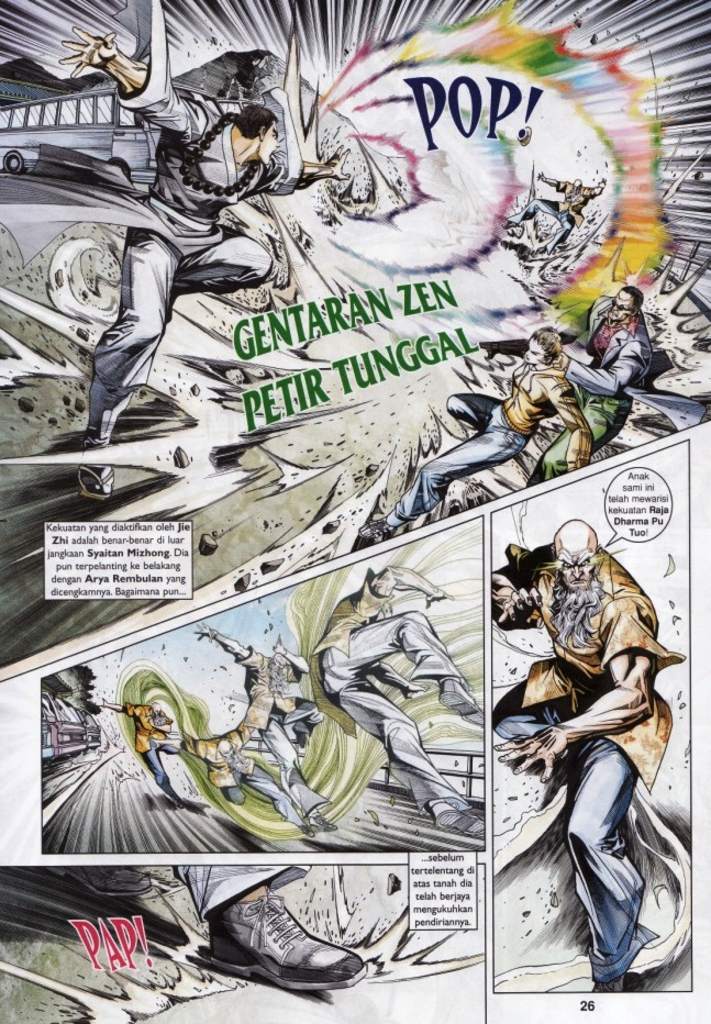 POP!
GENTARAN ZEN
PETIR TUNGGAL
Kekuatan yang diaktifkan oleh Jie
Zhi adalah benar-benar di luar
jangkaan Syaitan Mizhong. Dia
pun terpelanting ke belakang
dengan Arya Rembulan yang
dicengkamnya. Bagaimana pun...
Anak
sami ini
telah mewarisi
kekuatan Raja
Dharma Pu
Tuo!
...sebelum
tertelentang di
atas tanah dia
telah berjaya
mengukuhkan
pendiriannya.
PAP!
26